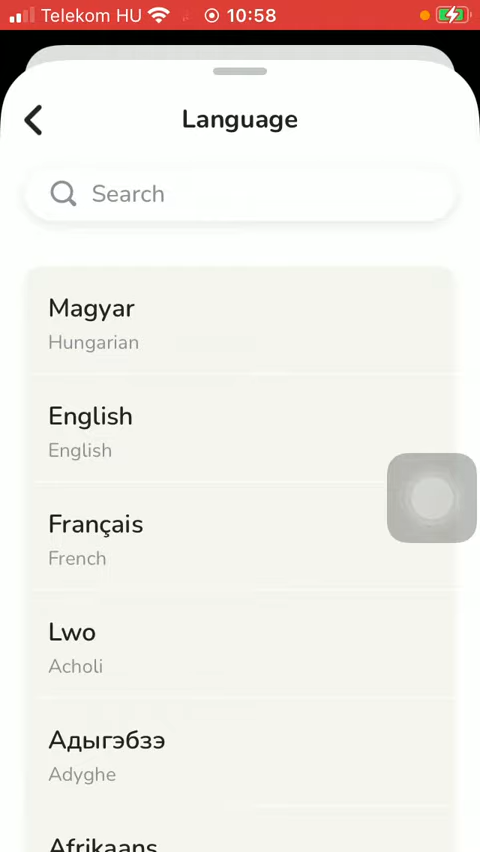 Telekom HU 10:58
Language
Search
Magyar
Hungarian
English
English
Français
French
Lwo
Acholi
Адыгэбзэ
Adyghe
Afrikaans